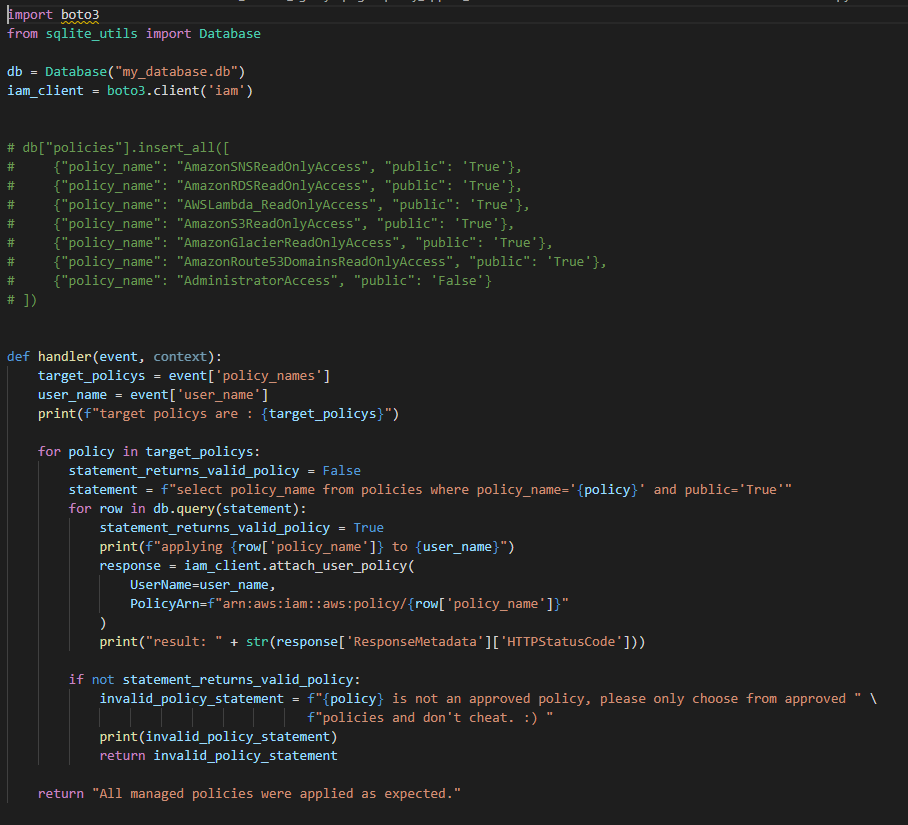 import boto3
from sqlite_utils import Database

db = Database("my_database.db")
iam_client = boto3.client('iam')


# db["policies"].insert_all([
#     {"policy_name": "AmazonSNSReadOnlyAccess", "public": 'True'},
#     {"policy_name": "AmazonRDSReadOnlyAccess", "public": 'True'},
#     {"policy_name": "AWSLambda_ReadOnlyAccess", "public": 'True'},
#     {"policy_name": "AmazonS3ReadOnlyAccess", "public": 'True'},
#     {"policy_name": "AmazonGlacierReadOnlyAccess", "public": 'True'},
#     {"policy_name": "AmazonRoute53DomainsReadOnlyAccess", "public": 'True'},
#     {"policy_name": "AdministratorAccess", "public": 'False'}
# ])


def handler(event, context):
    target_policys = event['policy_names']
    user_name = event['user_name']
    print(f"target policys are : {target_policys}")

    for policy in target_policys:
        statement_returns_valid_policy = False
        statement = f"select policy_name from policies where policy_name='{policy}' and public='True'"
        for row in db.query(statement):
            statement_returns_valid_policy = True
            print(f"applying {row['policy_name']} to {user_name}")
            response = iam_client.attach_user_policy(
                UserName=user_name,
                PolicyArn=f"arn:aws:iam::aws:policy/{row['policy_name']}"
            )
            print("result: " + str(response['ResponseMetadata']['HTTPStatusCode']))

        if not statement_returns_valid_policy:
            invalid_policy_statement = f"{policy} is not an approved policy, please only choose from approved " \
                                       f"policies and don't cheat. :) "
            print(invalid_policy_statement)
            return invalid_policy_statement

    return "All managed policies were applied as expected."